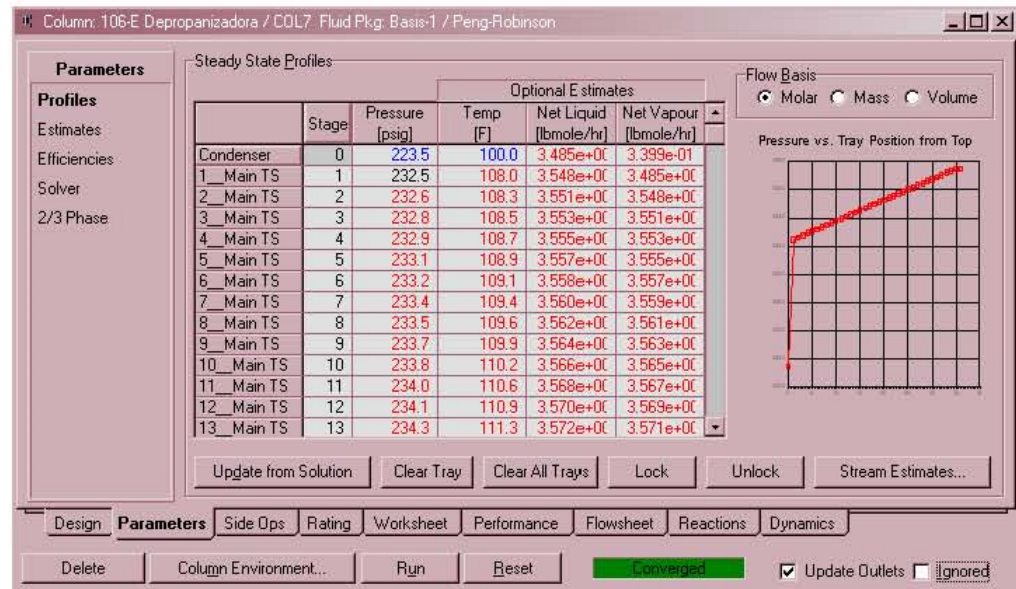 Column: 106-E Depropanizadora / COL7 Fluid Pkg: Basis-1 / Peng-Robinson
Parameters
Profiles
Estimates
Efficiencies
Solver
2/3 Phase
Steady State Profiles
Flow Basis
Molar Mass Volume
Optional Estimates
Stage Pressure [psig] Temp [F] Net Liquid [lbmole/hr] Net Vapour [lbmole/hr]
Condenser 0 223.5 100.0 3.485e+0( 3.399e-01
1__Main TS 1 232.5 108.0 3.548e+0( 3.485e+0(
2__Main TS 2 232.6 108.3 3.551e+0( 3.548e+0(
3__Main TS 3 232.8 108.5 3.553e+0( 3.551e+0(
4__Main TS 4 232.9 108.7 3.555e+0( 3.553e+0(
5__Main TS 5 233.1 108.9 3.557e+0( 3.555e+0(
6__Main TS 6 233.2 109.1 3.558e+0( 3.557e+0(
7__Main TS 7 233.4 109.4 3.560e+0( 3.559e+0(
8__Main TS 8 233.5 109.6 3.562e+0( 3.561e+0(
9__Main TS 9 233.7 109.9 3.564e+0( 3.563e+0(
10__Main TS 10 233.8 110.2 3.566e+0( 3.565e+0(
11__Main TS 11 234.0 110.6 3.568e+0( 3.567e+0(
12__Main TS 12 234.1 110.9 3.570e+0( 3.569e+0(
13__Main TS 13 234.3 111.3 3.572e+0( 3.571e+0(
Pressure vs. Tray Position from Top
Update from Solution Clear Tray Clear All Trays Lock Unlock Stream Estimates...
Design Parameters Side Ops Rating Worksheet Performance Flowsheet Reactions Dynamics
Delete Column Environment... Run Reset Converged Update Outlets Ignored